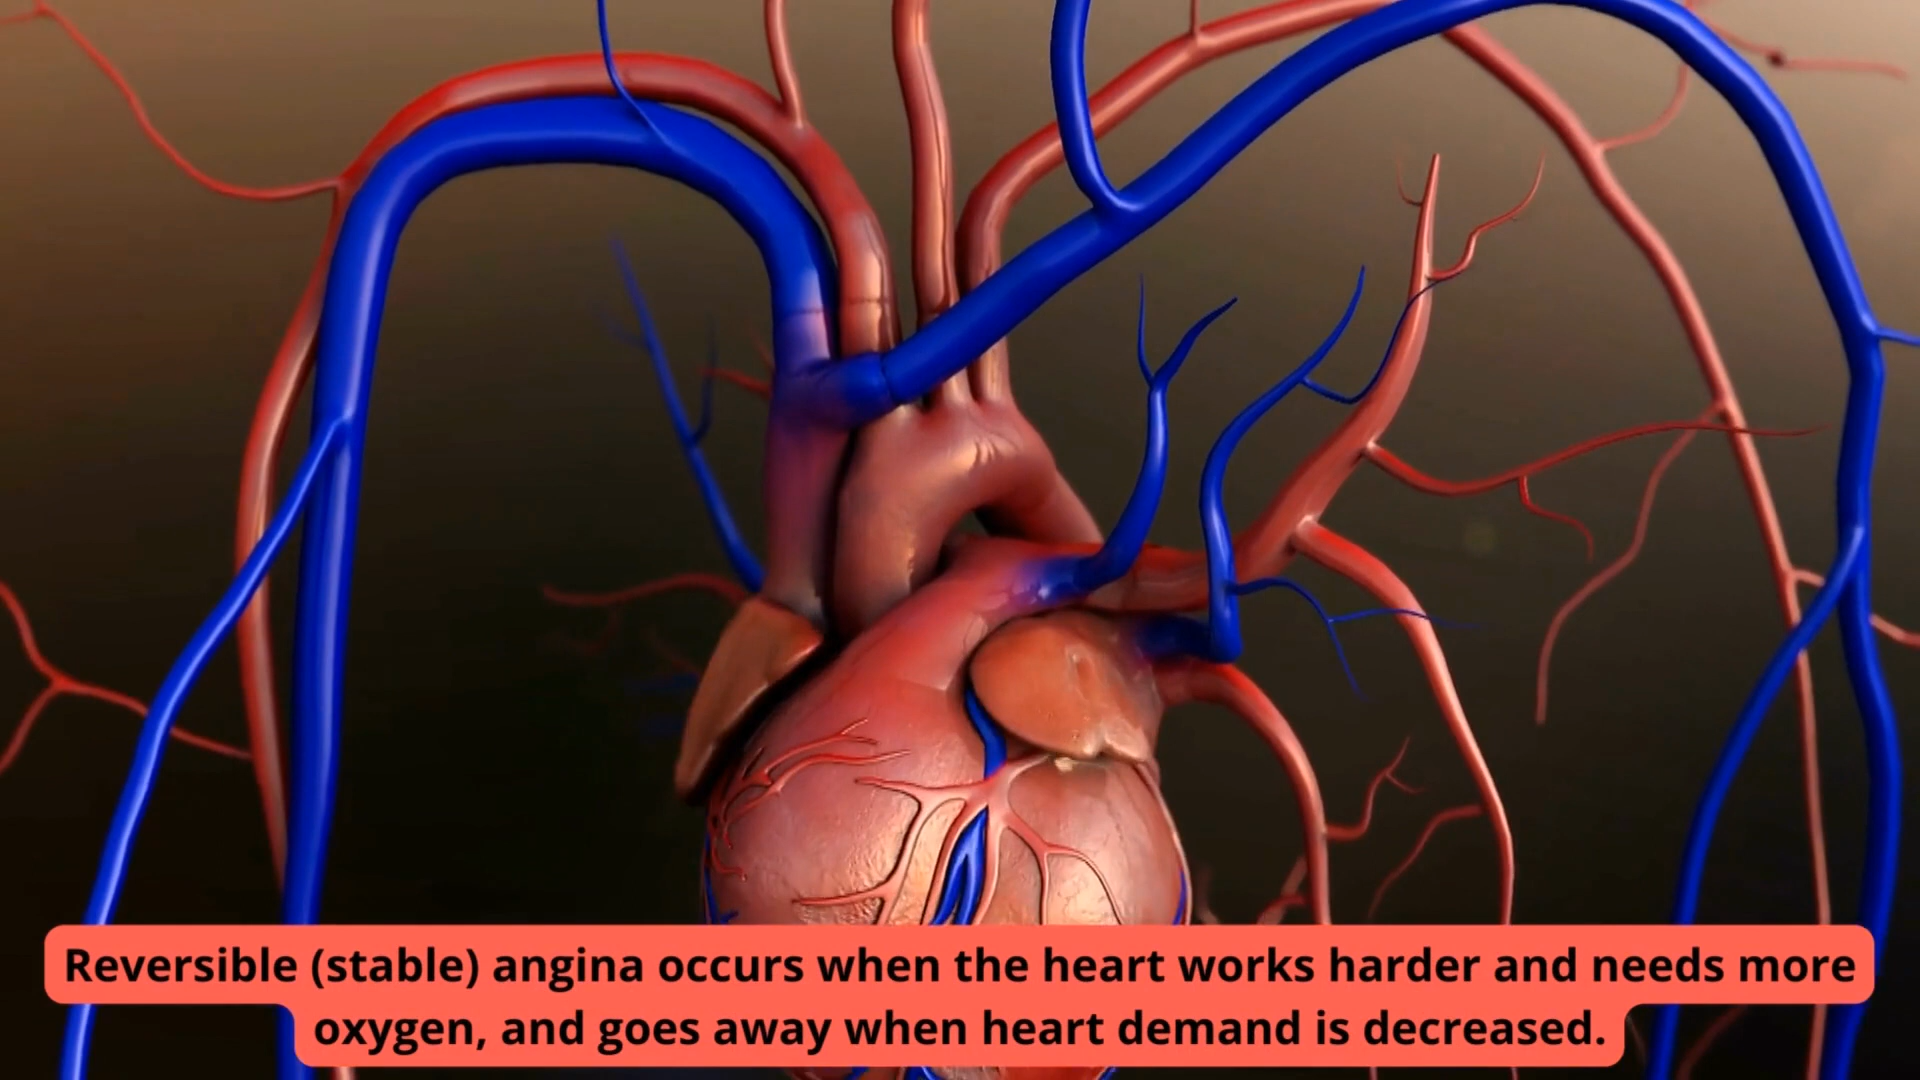 Reversible (stable) angina occurs when the heart works harder and needs more
oxygen, and goes away when heart demand is decreased.